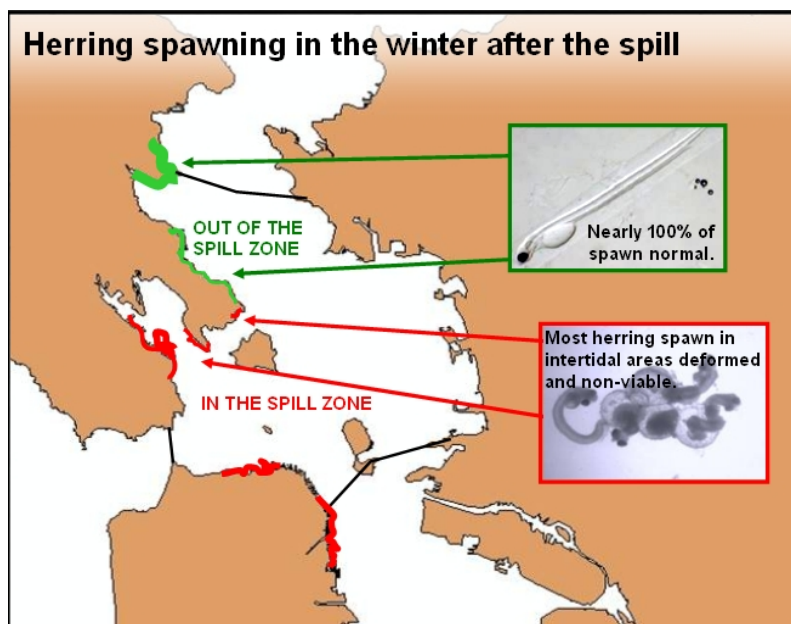 Herring spawning in the winter after the spill
OUT OF THE
SPILL ZONE
Nearly 100% of
spawn normal.
Most herring spawn in
intertidal areas deformed
and non-viable.
IN THE SPILL ZONE